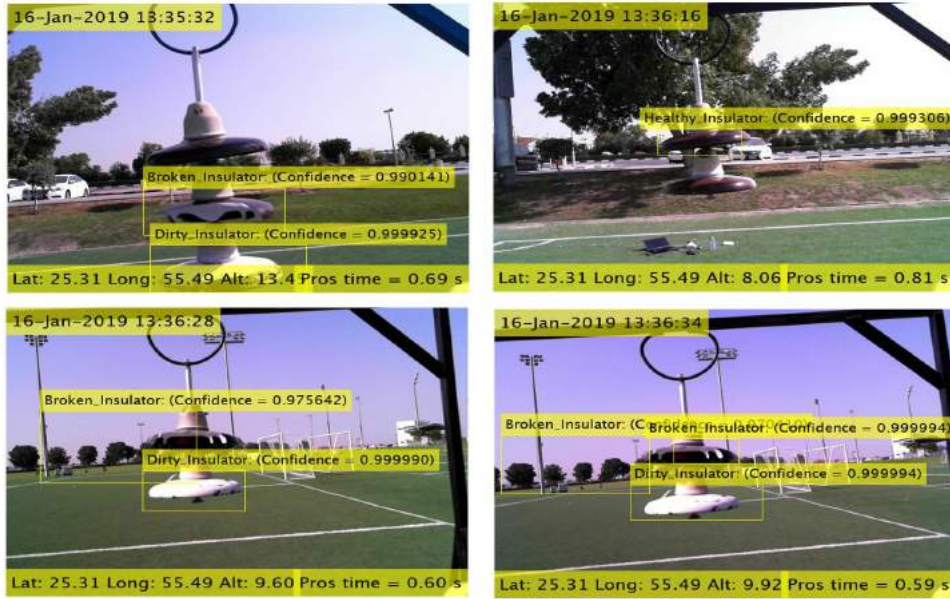 16-Jan-2019 13:35:32
Broken_Insulator: (Confidence = 0.990141)
Dirty_Insulator: (Confidence = 0.999925)
Lat: 25.31 Long: 55.49 Alt: 13.4 Pros time = 0.69 s
16-Jan-2019 13:36:16
Healthy_Insulator: (Confidence = 0.999306)
Lat: 25.31 Long: 55.49 Alt: 8.06 Pros time = 0.81 s
16-Jan-2019 13:36:28
Broken_Insulator: (Confidence = 0.975642)
Dirty_Insulator: (Confidence = 0.999990)
Lat: 25.31 Long: 55.49 Alt: 9.60 Pros time = 0.60 s
16-Jan-2019 13:36:34
Broken_Insulator:
Broken_Insulator: (Confidence = 0.999994)
Dirty_Insulator: (Confidence = 0.999994)
Lat: 25.31 Long: 55.49 Alt: 9.92 Pros time = 0.59 s